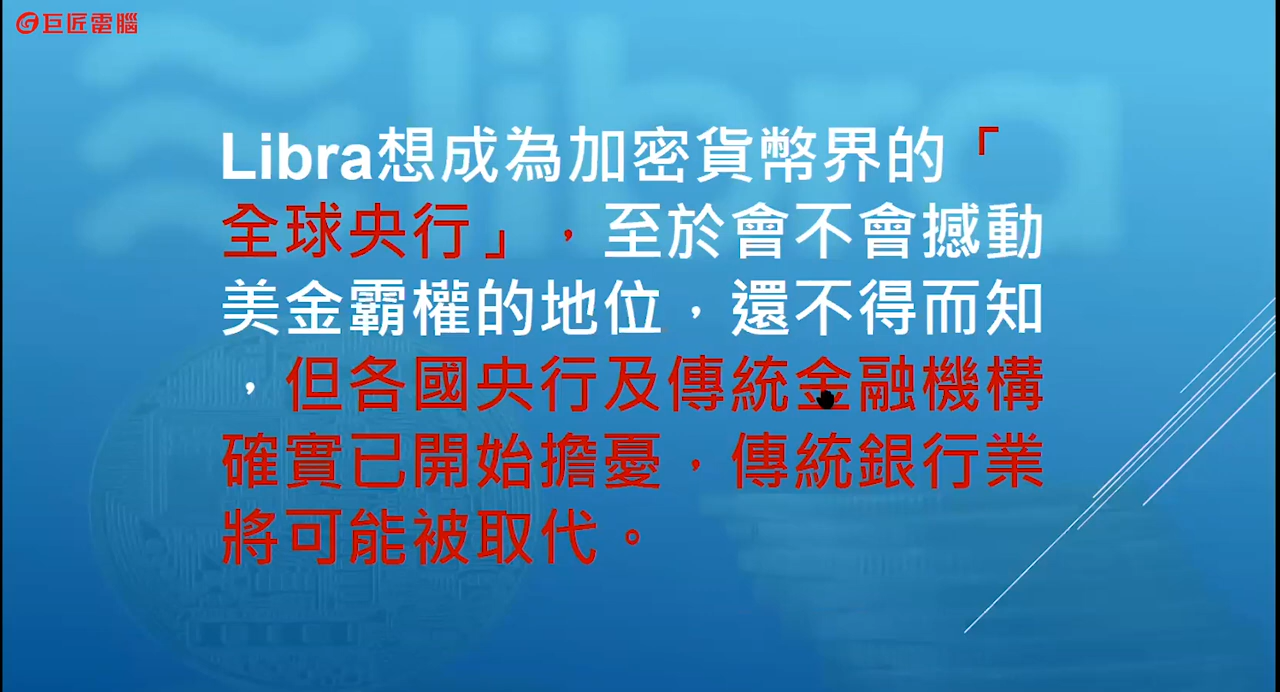 巨匠電腦
libra
Libra想成為加密貨幣界的「
全球央行」，至於會不會撼動
美金霸權的地位，還不得而知
，但各國央行及傳統金融機構
確實已開始擔憂，傳統銀行業
將可能被取代。